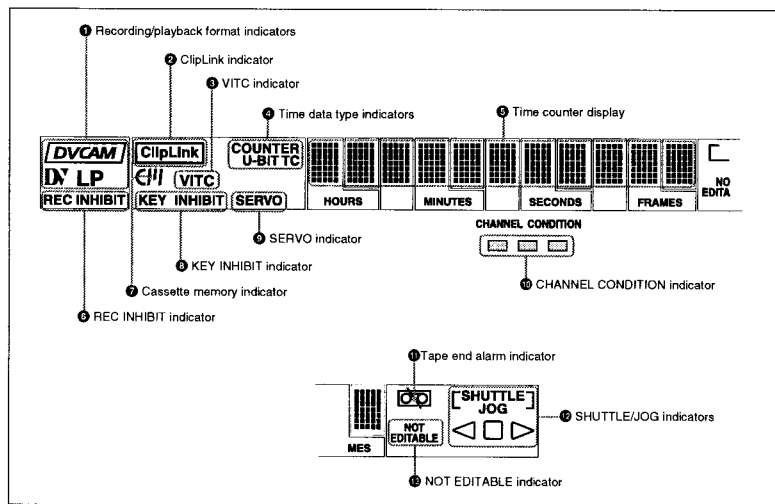 ❶ Recording/playback format indicators
❷ ClipLink indicator
❸ VITC indicator
❹ Time data type indicators
❺ Time counter display
DVCAM
ClipLink
COUNTER
U-BIT TC
DV LP
VITC
NO
EDITA
REC INHIBIT
KEY INHIBIT
SERVO
HOURS
MINUTES
SECONDS
FRAMES
CHANNEL CONDITION
❾ SERVO indicator
❽ KEY INHIBIT indicator
❿ CHANNEL CONDITION indicator
❼ Cassette memory indicator
❻ REC INHIBIT indicator
⓫ Tape end alarm indicator
SHUTTLE
JOG
⓬ SHUTTLE/JOG indicators
NOT
EDITABLE
MES
⓭ NOT EDITABLE indicator